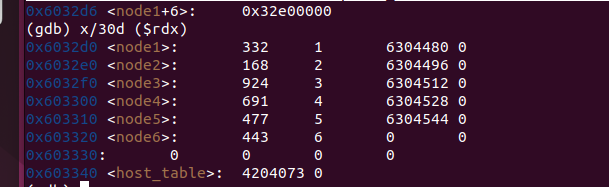 0x6032d6 <node1+6>: 0x32e00000
(gdb) x/30d ($rdx)
0x6032d0 <node1>: 332 1 6304480 0
0x6032e0 <node2>: 168 2 6304496 0
0x6032f0 <node3>: 924 3 6304512 0
0x603300 <node4>: 691 4 6304528 0
0x603310 <node5>: 477 5 6304544 0
0x603320 <node6>: 443 6 0 0
0x603330: 0 0 0 0
0x603340 <host_table>: 4204073 0